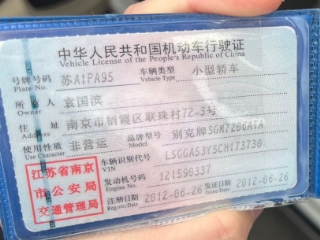 中华人民共和国机动车行驶证
Vehicle License of the People's Republic of China
号牌号码 苏A1PA95 车辆类型 小型轿车
Plate No. Vehicle Type
所有人 袁国滨
Owner
住址 南京市栖霞区联珠村72-3号
Address
使用性质 非营运 品牌型号 别克牌SGM7206ATA
Use Character Model
江苏省南京
市公安局
交通管理局
车辆识别代号 LSGGA53Y5CH173730
VIN
发动机号码 121590337
Engine No.
注册日期 2012-06-26 发证日期 2012-06-26
Register Date Issue Date